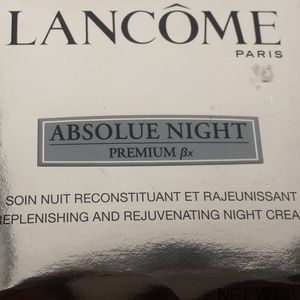 LANCÔME
PARIS
ABSOLUE NIGHT
PREMIUM βx
SOIN NUIT RECONSTITUANT ET RAJEUNISSANT
REPLENISHING AND REJUVENATING NIGHT CREA